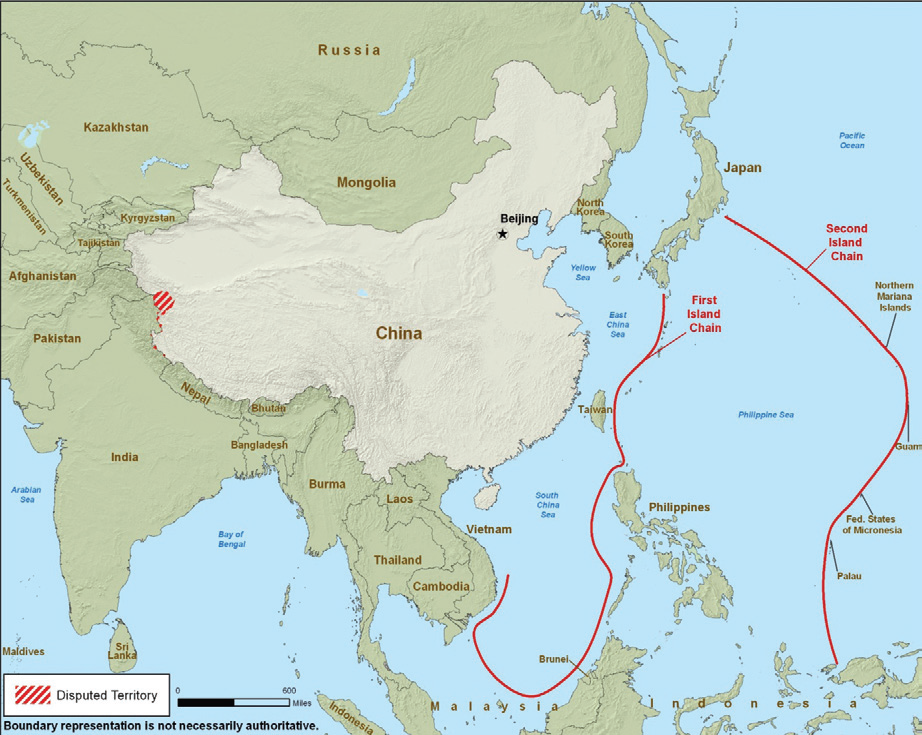 Russia
Kazakhstan
Uzbekistan
Turkmenistan
Mongolia
Kyrgyzstan
Tajikistan
Afghanistan
Pakistan
Beijing
North
Korea
South
Korea
Japan
Pacific
Ocean
Yellow
Sea
East
China
Sea
Second
Island
Chain
First
Island
Chain
Northern
Mariana
Islands
China
Nepal
Bhutan
Bangladesh
India
Burma
Taiwan
Philippine Sea
Guam
Arabian
Sea
Bay of
Bengal
Laos
Vietnam
South
China
Sea
Philippines
Fed. States
of Micronesia
Thailand
Cambodia
Palau
Maldives
Sri
Lanka
Brunei
Malaysia
Indonesia
Indonesia
Disputed Territory
0
600
Miles
Boundary representation is not necessarily authoritative.